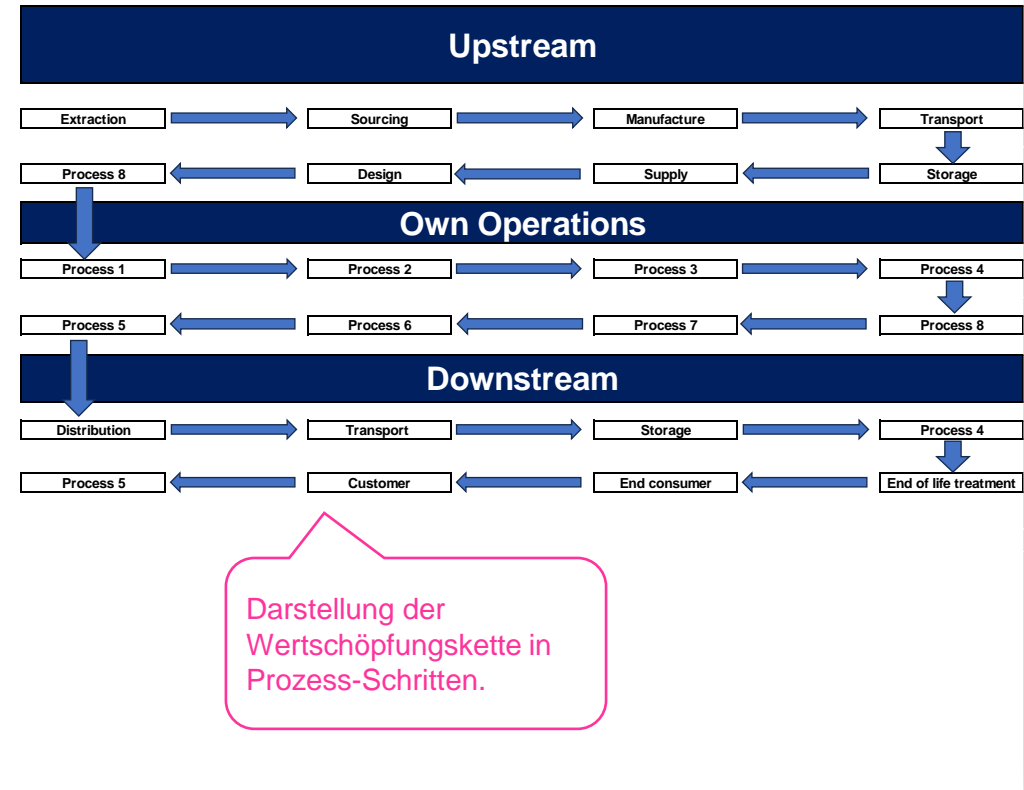 Upstream
Extraction Sourcing Manufacture Transport
Process 8 Design Supply Storage
Own Operations
Process 1 Process 2 Process 3 Process 4
Process 5 Process 6 Process 7 Process 8
Downstream
Distribution Transport Storage Process 4
Process 5 Customer End consumer End of life treatment
Darstellung der
Wertschöpfungskette in
Prozess-Schritten.